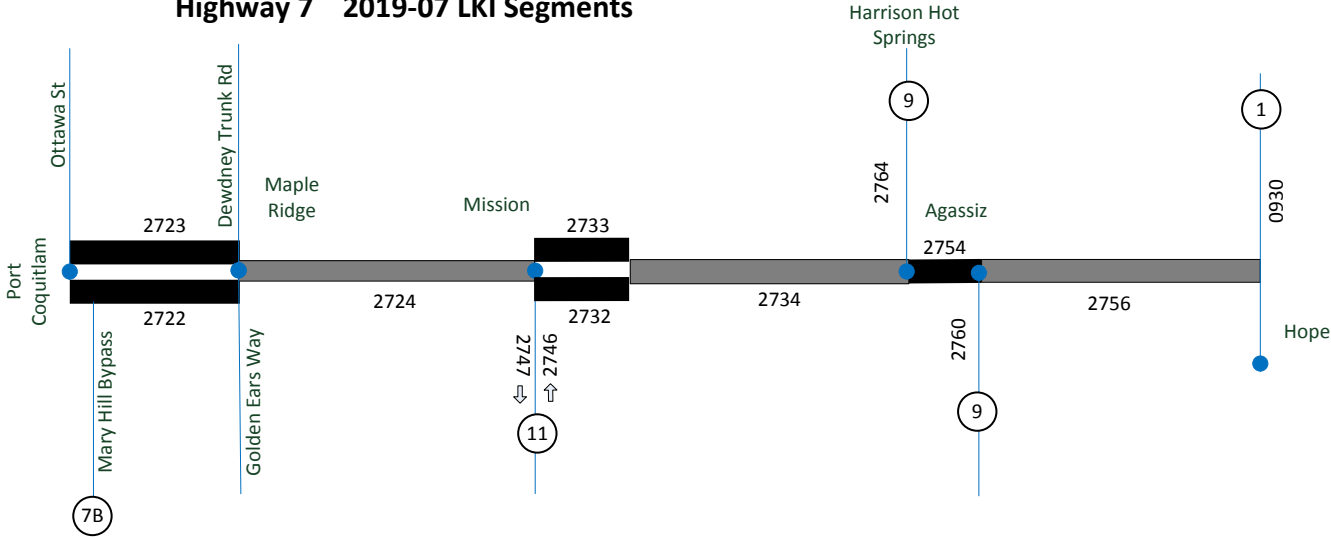 Highway 7 2019-07 LKI Segments
Harrison Hot
Springs
Ottawa St
Dewdney Trunk Rd
9
1
Maple
Ridge
Mission
2764
Agassiz
0930
2723
2733
2754
Port
Coquitlam
2722
2724
2732
2734
2756
Mary Hill Bypass
Golden Ears Way
2747
2746
2760
Hope
11
9
7B